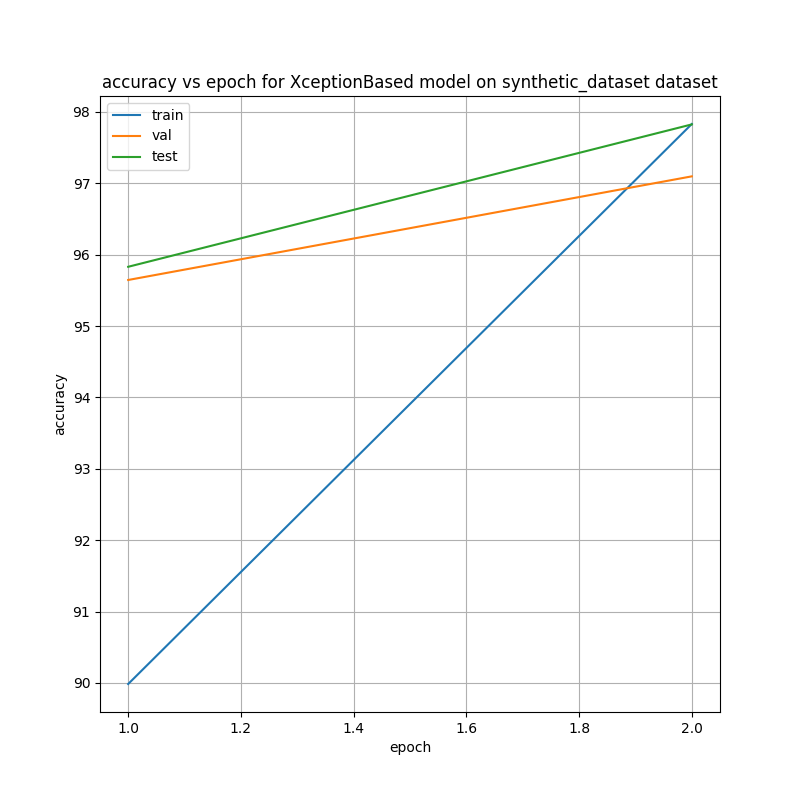 accuracy vs epoch for XceptionBased model on synthetic_dataset dataset
train
val
test
98
97
96
95
94
93
92
91
90
accuracy
1.0 1.2 1.4 1.6 1.8 2.0
epoch